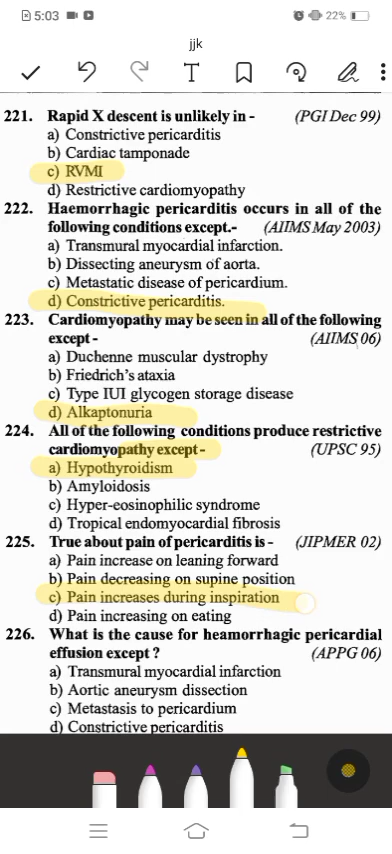 5:03
22%
jjk
T
221. Rapid X descent is unlikely in - (PGI Dec 99)
a) Constrictive pericarditis
b) Cardiac tamponade
c) RVMI
d) Restrictive cardiomyopathy
222. Haemorrhagic pericarditis occurs in all of the
following conditions except.- (AIIMS May 2003)
a) Transmural myocardial infarction.
b) Dissecting aneurysm of aorta.
c) Metastatic disease of pericardium.
d) Constrictive pericarditis.
223. Cardiomyopathy may be seen in all of the following
except - (AIIMS 06)
a) Duchenne muscular dystrophy
b) Friedrich's ataxia
c) Type IUI glycogen storage disease
d) Alkaptonuria
224. All of the following conditions produce restrictive
cardiomyopathy except - (UPSC 95)
a) Hypothyroidism
b) Amyloidosis
c) Hyper-eosinophilic syndrome
d) Tropical endomyocardial fibrosis
225. True about pain of pericarditis is - (JIPMER 02)
a) Pain increase on leaning forward
b) Pain decreasing on supine position
c) Pain increases during inspiration
d) Pain increasing on eating
226. What is the cause for heamorrhagic pericardial
effusion except ? (APPG 06)
a) Transmural myocardial infarction
b) Aortic aneurysm dissection
c) Metastasis to pericardium
d) Constrictive pericarditis